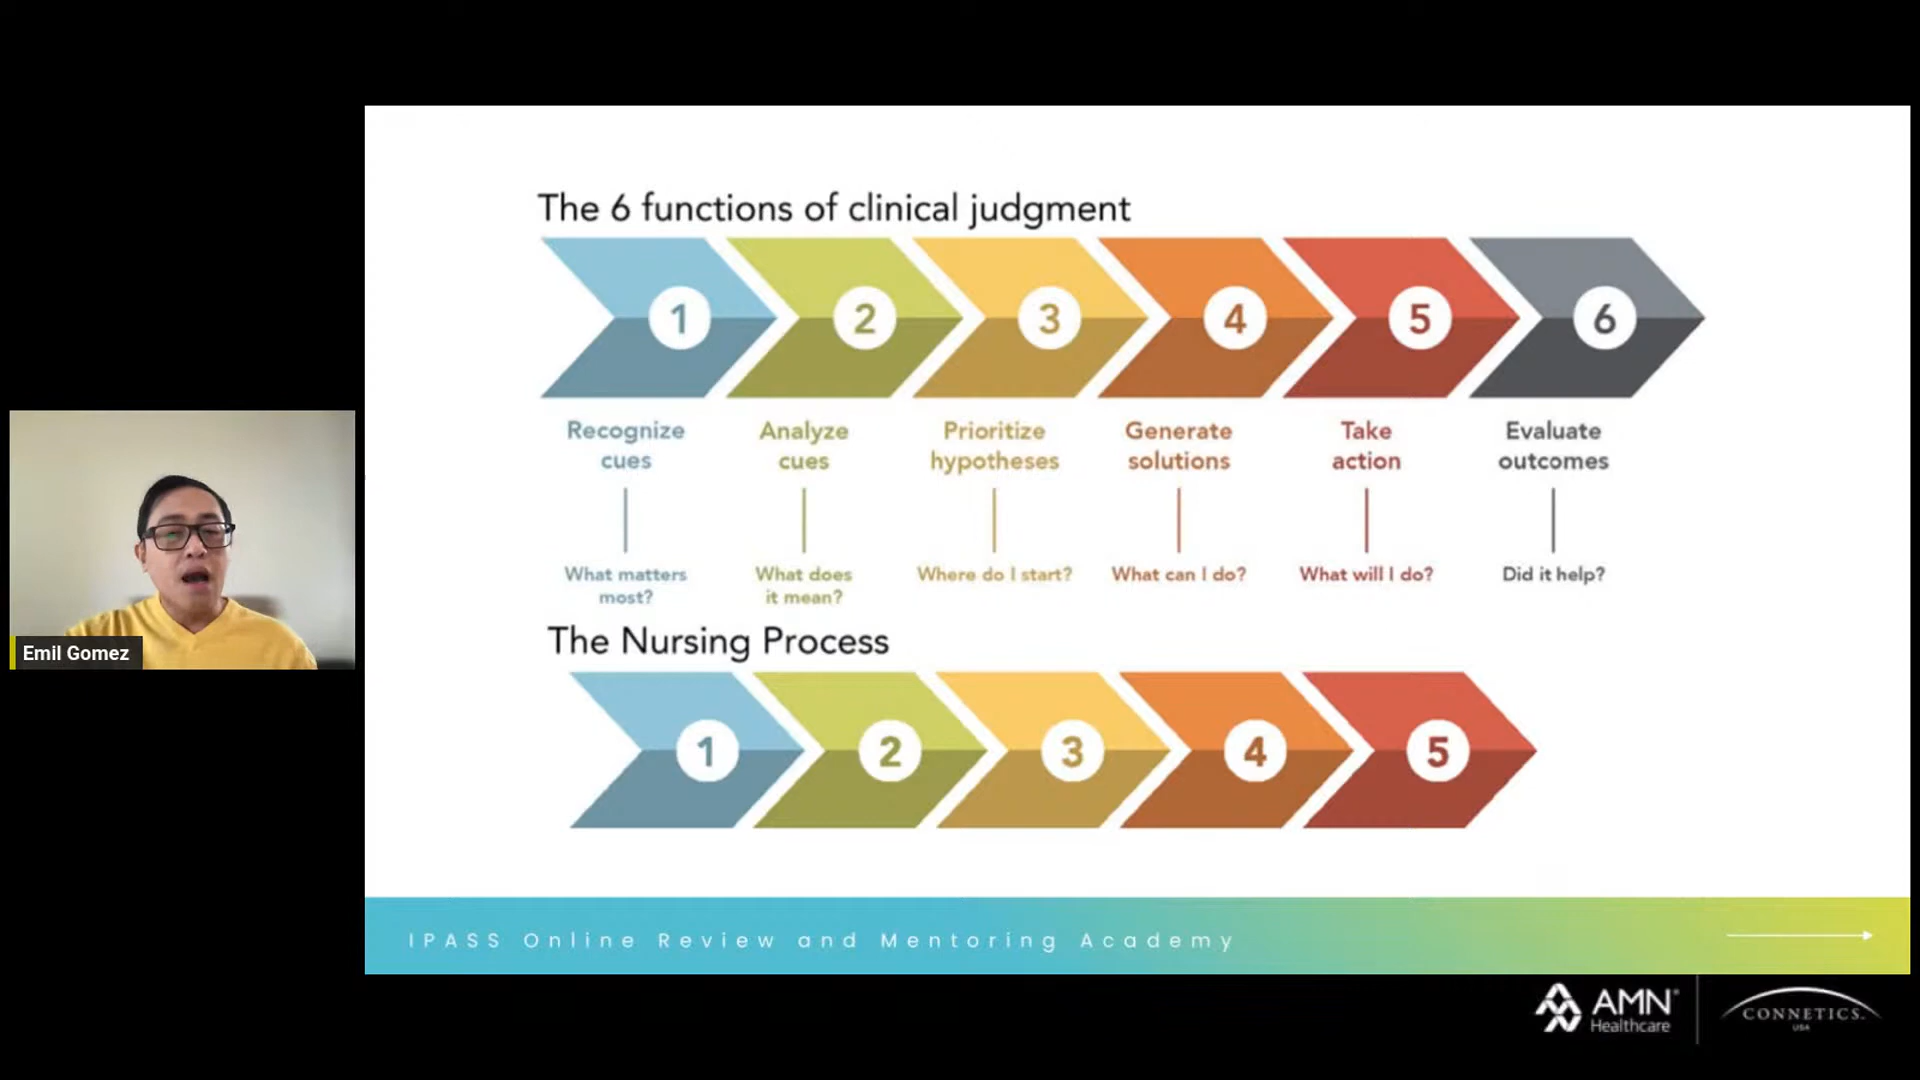 The 6 functions of clinical judgment
1
2
3
4
5
6
Recognize
cues
Analyze
cues
Prioritize
hypotheses
Generate
solutions
Take
action
Evaluate
outcomes
What matters
most?
What does
it mean?
Where do I start?
What can I do?
What will I do?
Did it help?
The Nursing Process
1
2
3
4
5
Emil Gomez
IPASS Online Review and Mentoring Academy
AMN®
Healthcare
CONNETICS™
USA